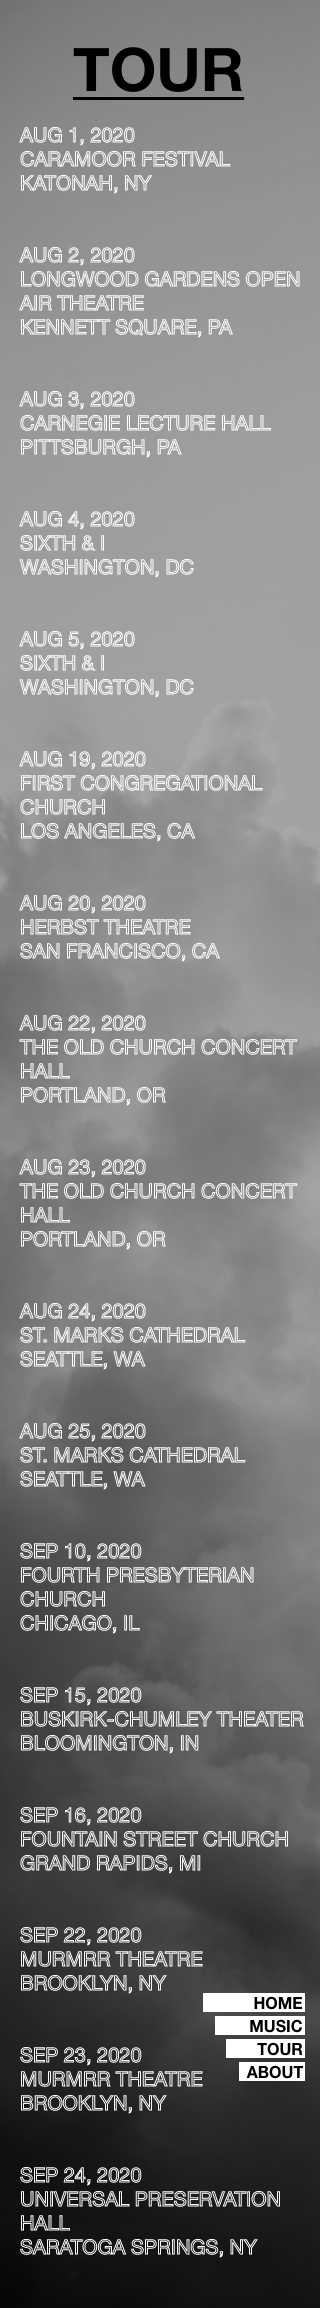 TOUR
AUG 1, 2020
CARAMOOR FESTIVAL
KATONAH, NY
AUG 2, 2020
LONGWOOD GARDENS OPEN
AIR THEATRE
KENNETT SQUARE, PA
AUG 3, 2020
CARNEGIE LECTURE HALL
PITTSBURGH, PA
AUG 4, 2020
SIXTH & I
WASHINGTON, DC
AUG 5, 2020
SIXTH & I
WASHINGTON, DC
AUG 19, 2020
FIRST CONGREGATIONAL
CHURCH
LOS ANGELES, CA
AUG 20, 2020
HERBST THEATRE
SAN FRANCISCO, CA
AUG 22, 2020
THE OLD CHURCH CONCERT
HALL
PORTLAND, OR
AUG 23, 2020
THE OLD CHURCH CONCERT
HALL
PORTLAND, OR
AUG 24, 2020
ST. MARKS CATHEDRAL
SEATTLE, WA
AUG 25, 2020
ST. MARKS CATHEDRAL
SEATTLE, WA
SEP 10, 2020
FOURTH PRESBYTERIAN
CHURCH
CHICAGO, IL
SEP 15, 2020
BUSKIRK-CHUMLEY THEATER
BLOOMINGTON, IN
SEP 16, 2020
FOUNTAIN STREET CHURCH
GRAND RAPIDS, MI
SEP 22, 2020
MURMRR THEATRE
BROOKLYN, NY
SEP 23, 2020
MURMRR THEATRE
BROOKLYN, NY
SEP 24, 2020
UNIVERSAL PRESERVATION
HALL
SARATOGA SPRINGS, NY
HOME
MUSIC
TOUR
ABOUT